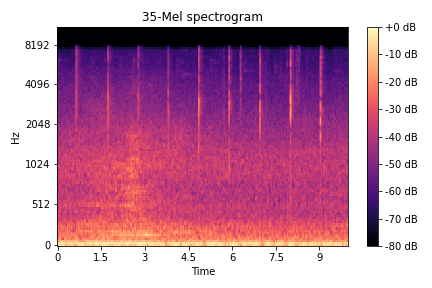 35-Mel spectrogram
Hz
8192
4096
2048
1024
512
0
0
1.5
3
4.5
6
7.5
9
Time
+0 dB
-10 dB
-20 dB
-30 dB
-40 dB
-50 dB
-60 dB
-70 dB
-80 dB